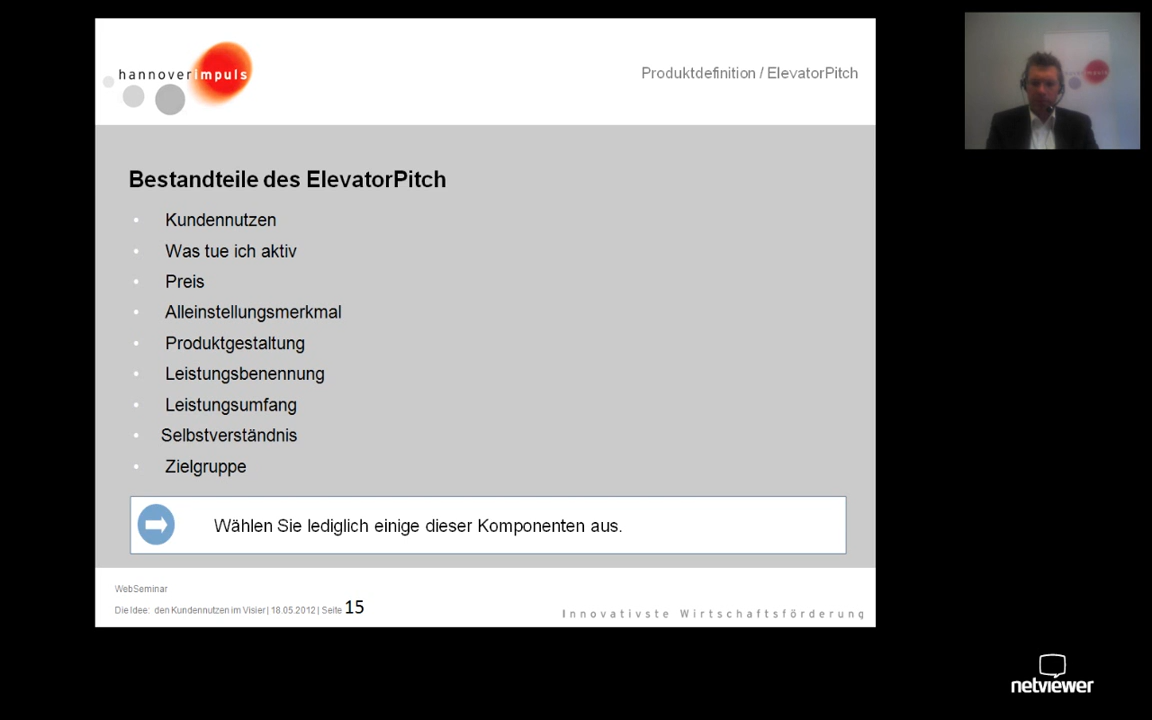 hannoverimpuls
Produktdefinition / ElevatorPitch
Bestandteile des ElevatorPitch
• Kundennutzen
• Was tue ich aktiv
• Preis
• Alleinstellungsmerkmal
• Produktgestaltung
• Leistungsbenennung
• Leistungsumfang
• Selbstverständnis
• Zielgruppe
Wählen Sie lediglich einige dieser Komponenten aus.
WebSeminar
Die Idee: den Kundennutzen im Visier | 18.05.2012 | Seite 15
Innovativste Wirtschaftsförderung
impuls
netviewer